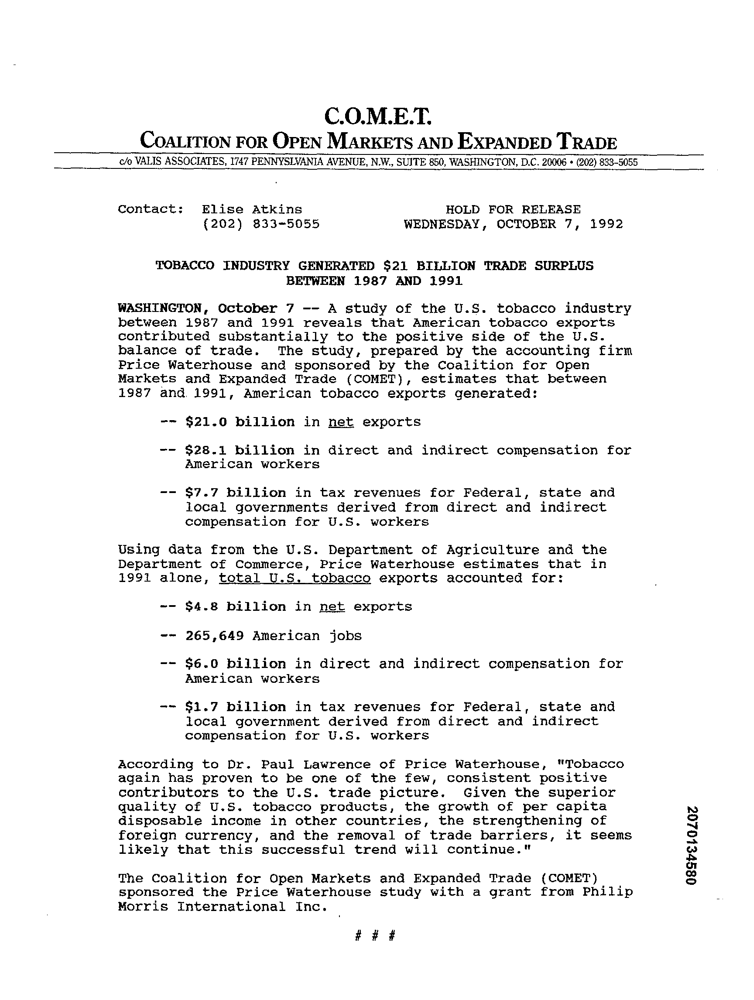 C.O.M.E.T.
COALITION FOR OPEN MARKETS AND EXPANDED TRADE
c/o VALIS ASSOCIATES, 1747 PENNYSLVANIA AVENUE, N.W., SUITE 850, WASHINGTON, D.C. 20006 • (202) 833-5055
Contact: Elise Atkins HOLD FOR RELEASE
(202) 833-5055 WEDNESDAY, OCTOBER 7, 1992
TOBACCO INDUSTRY GENERATED $21 BILLION TRADE SURPLUS
BETWEEN 1987 AND 1991
WASHINGTON, October 7 -- A study of the U.S. tobacco industry
between 1987 and 1991 reveals that American tobacco exports
contributed substantially to the positive side of the U.S.
balance of trade. The study, prepared by the accounting firm
Price Waterhouse and sponsored by the Coalition for Open
Markets and Expanded Trade (COMET), estimates that between
1987 and 1991, American tobacco exports generated:
-- $21.0 billion in net exports
-- $28.1 billion in direct and indirect compensation for
American workers
-- $7.7 billion in tax revenues for Federal, state and
local governments derived from direct and indirect
compensation for U.S. workers
Using data from the U.S. Department of Agriculture and the
Department of Commerce, Price Waterhouse estimates that in
1991 alone, total U.S. tobacco exports accounted for:
-- $4.8 billion in net exports
-- 265,649 American jobs
-- $6.0 billion in direct and indirect compensation for
American workers
-- $1.7 billion in tax revenues for Federal, state and
local government derived from direct and indirect
compensation for U.S. workers
According to Dr. Paul Lawrence of Price Waterhouse, "Tobacco
again has proven to be one of the few, consistent positive
contributors to the U.S. trade picture. Given the superior
quality of U.S. tobacco products, the growth of per capita
disposable income in other countries, the strengthening of
foreign currency, and the removal of trade barriers, it seems
likely that this successful trend will continue."
The Coalition for Open Markets and Expanded Trade (COMET)
sponsored the Price Waterhouse study with a grant from Philip
Morris International Inc.
# # #
2070134580